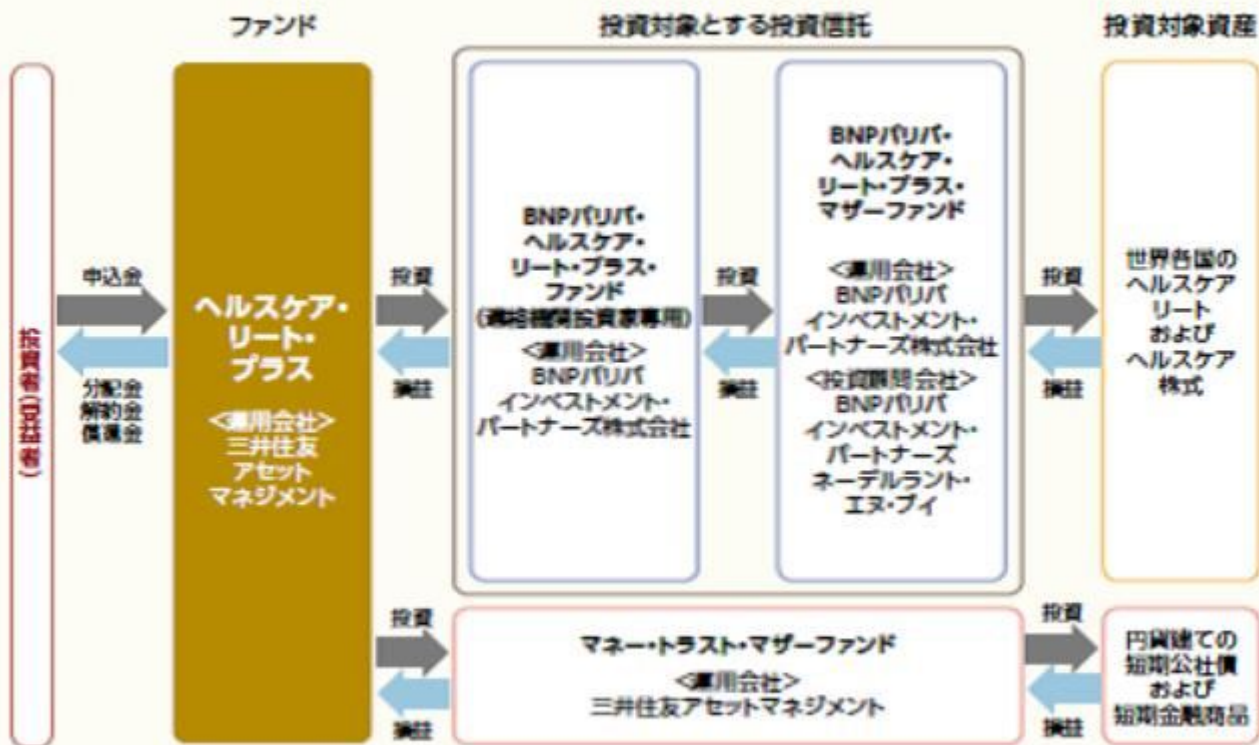 ファンド
投資対象とする投資信託
投資対象資産
投資者(受益者)
申込金
分配金
解約金
償還金
ヘルスケア・
リート・
プラス
<運用会社>
三井住友
アセット
マネジメント
投資
損益
BNPパリバ・
ヘルスケア・
リート・プラス・
ファンド
(適格機関投資家専用)
<運用会社>
BNPパリバ
インベストメント・
パートナーズ株式会社
投資
損益
BNPパリバ・
ヘルスケア・
リート・プラス・
マザーファンド
<運用会社>
BNPパリバ
インベストメント・
パートナーズ株式会社
<投資顧問会社>
BNPパリバ
インベストメント・
パートナーズ
ネーデルラント・
エヌ・ブイ
投資
損益
世界各国の
ヘルスケア
リート
および
ヘルスケア
株式
投資
損益
マネー・トラスト・マザーファンド
<運用会社>
三井住友アセットマネジメント
投資
損益
円貨建ての
短期公社債
および
短期金融商品